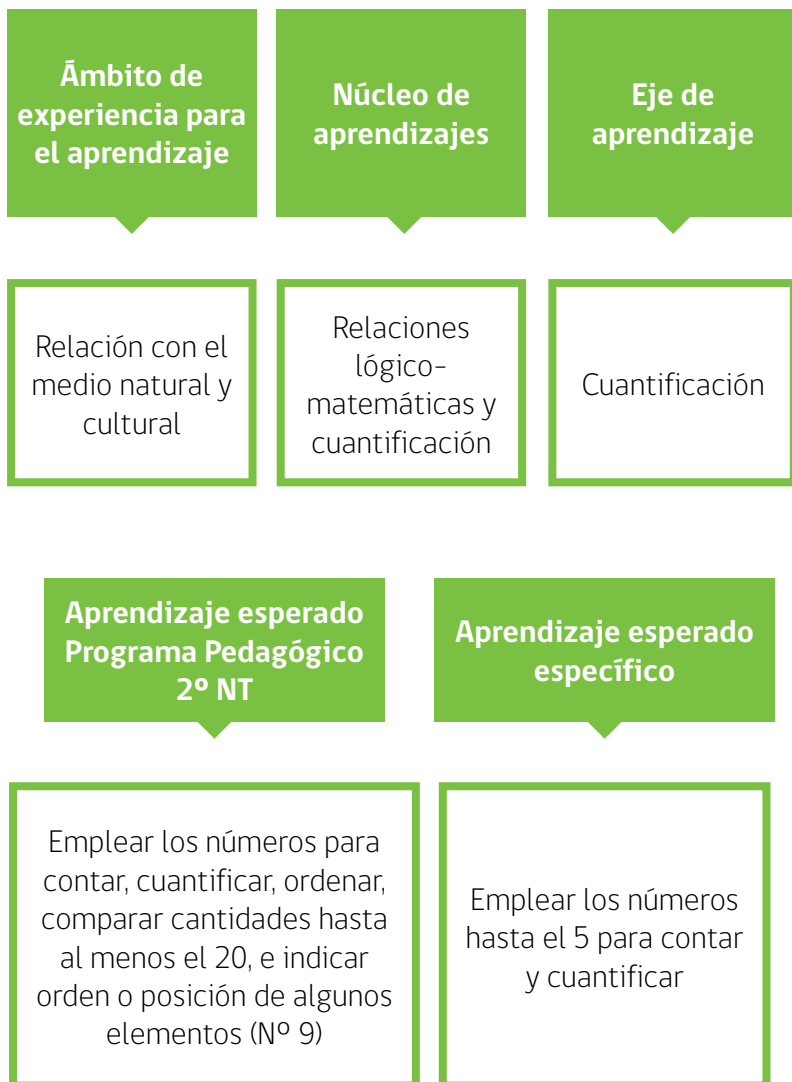 Ámbito de
experiencia para
el aprendizaje
Relación con el
medio natural y
cultural
Núcleo de
aprendizajes
Relaciones
lógico-
matemáticas y
cuantificación
Eje de
aprendizaje
Cuantificación
Aprendizaje esperado
Programa Pedagógico
2º NT
Emplear los números para
contar, cuantificar, ordenar,
comparar cantidades hasta
al menos el 20, e indicar
orden o posición de algunos
elementos (Nº 9)
Aprendizaje esperado
específico
Emplear los números
hasta el 5 para contar
y cuantificar